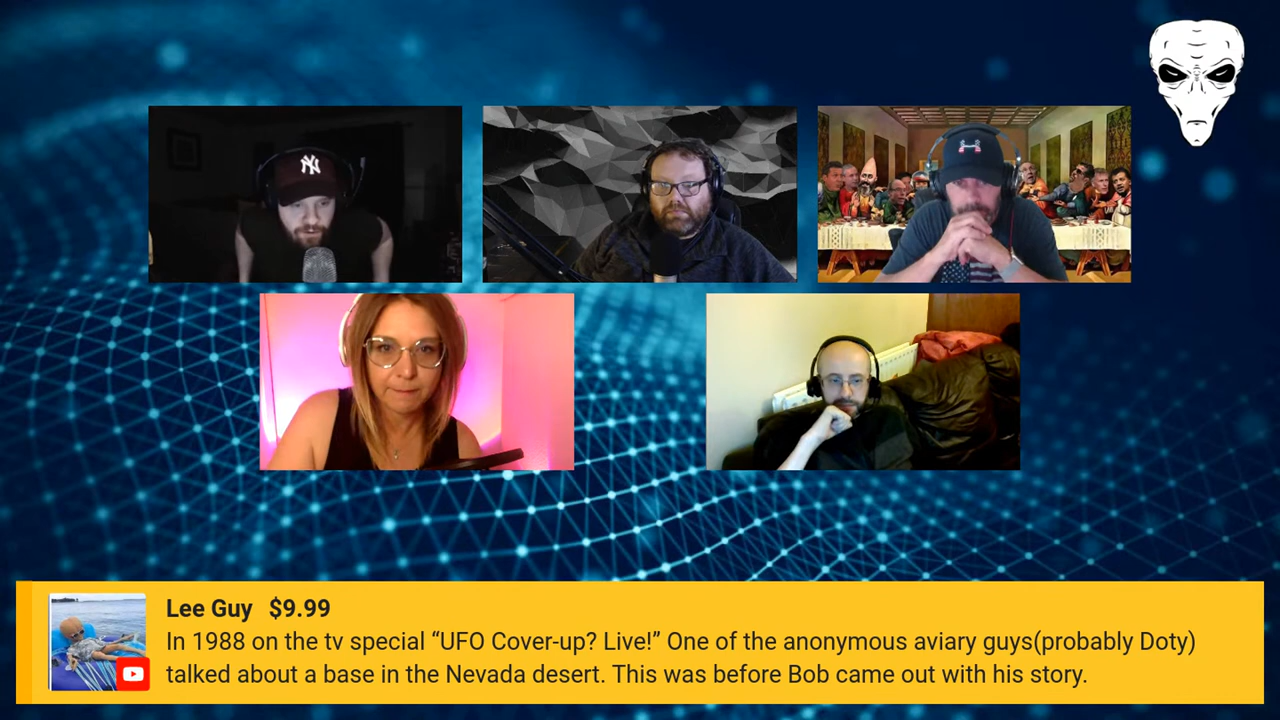 NY
Lee Guy $9.99
In 1988 on the tv special “UFO Cover-up? Live!” One of the anonymous aviary guys(probably Doty)
talked about a base in the Nevada desert. This was before Bob came out with his story.